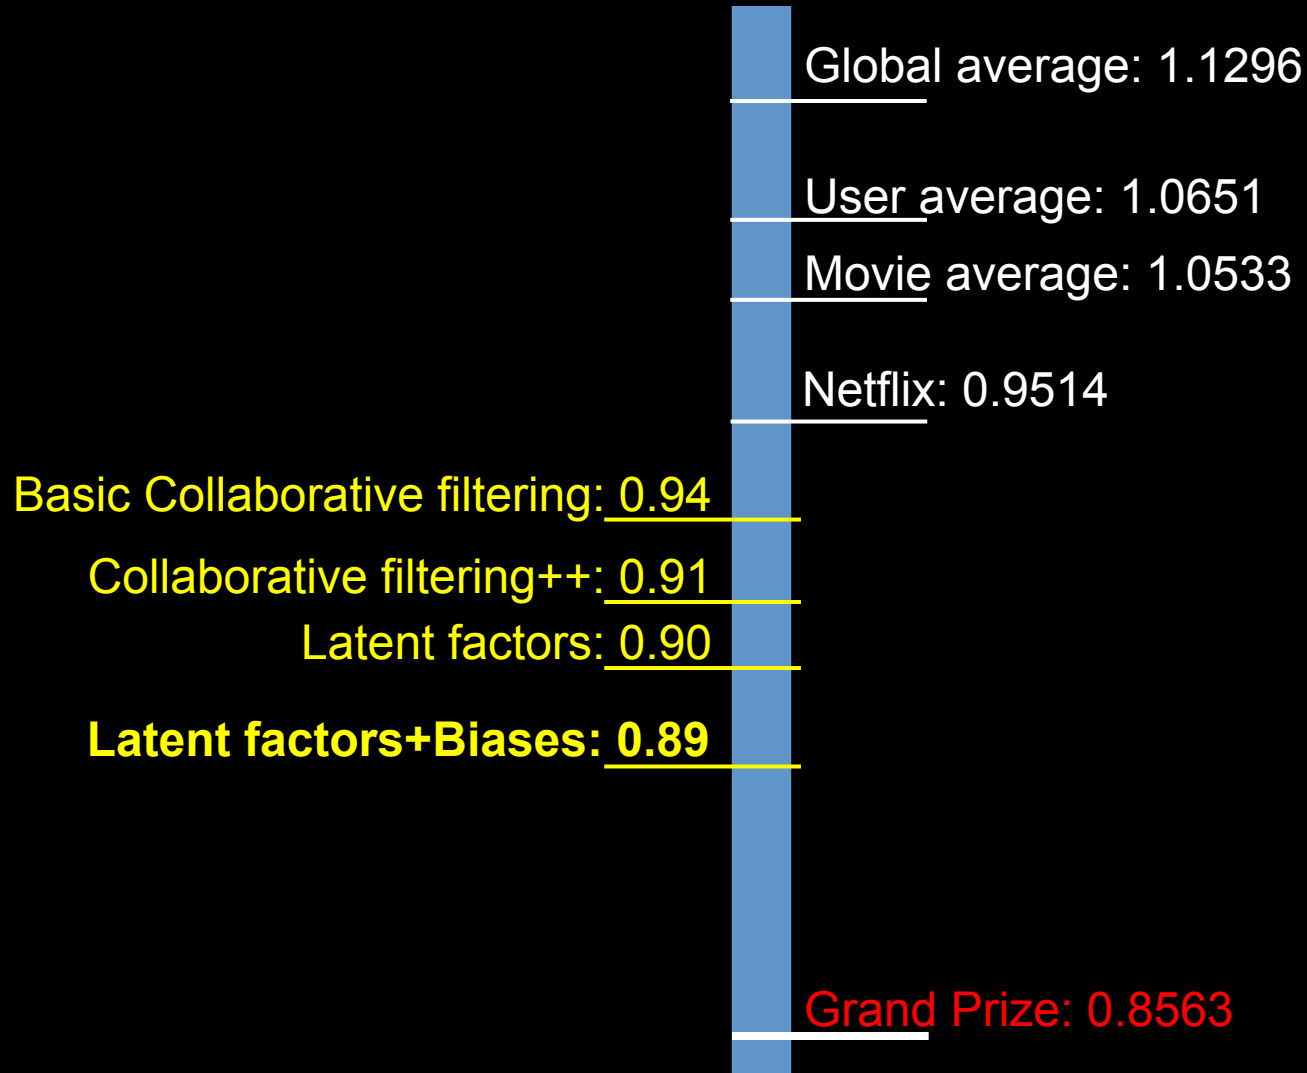 Global average: 1.1296
User average: 1.0651
Movie average: 1.0533
Netflix: 0.9514
Basic Collaborative filtering: 0.94
Collaborative filtering++: 0.91
Latent factors: 0.90
Latent factors+Biases: 0.89
Grand Prize: 0.8563